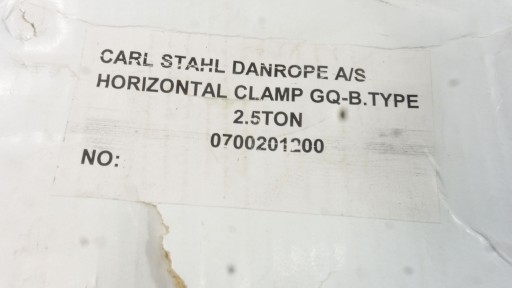 CARL STAHL DANROPE A/S
HORIZONTAL CLAMP GQ-B.TYPE
2.5TON
0700201200
NO: